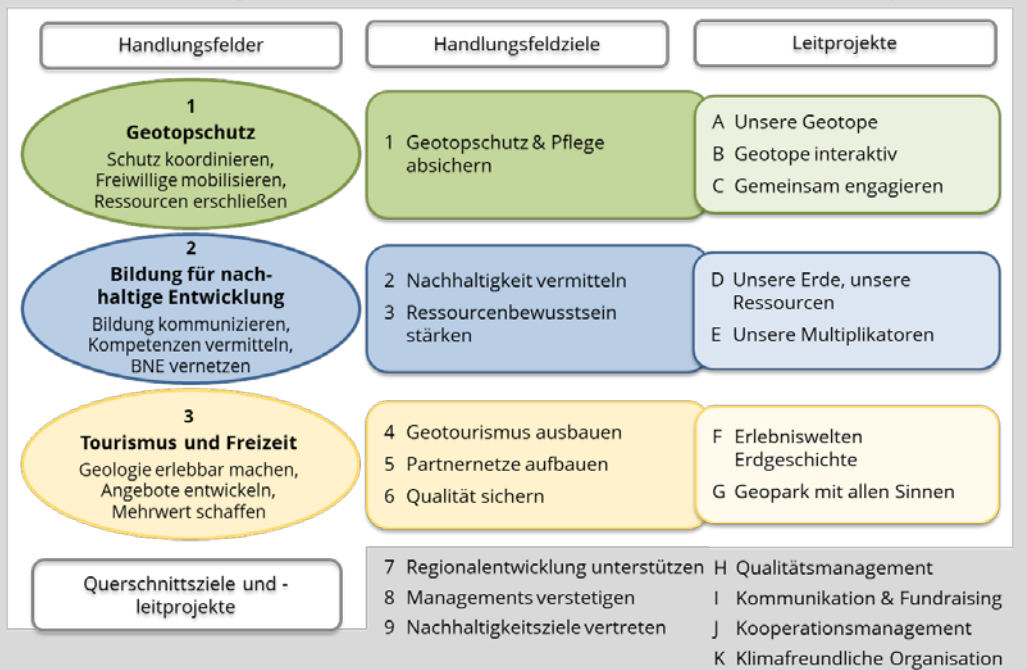 Handlungsfelder
Handlungsfeldziele
Leitprojekte
1
Geotopschutz
Schutz koordinieren,
Freiwillige mobilisieren,
Ressourcen erschließen
1 Geotopschutz & Pflege
absichern
A Unsere Geotope
B Geotope interaktiv
C Gemeinsam engagieren
2
Bildung für nach-
haltige Entwicklung
Bildung kommunizieren,
Kompetenzen vermitteln,
BNE vernetzen
2 Nachhaltigkeit vermitteln
3 Ressourcenbewusstsein
stärken
D Unsere Erde, unsere
Ressourcen
E Unsere Multiplikatoren
3
Tourismus und Freizeit
Geologie erlebbar machen,
Angebote entwickeln,
Mehrwert schaffen
4 Geotourismus ausbauen
5 Partnernetze aufbauen
6 Qualität sichern
F Erlebniswelten
Erdgeschichte
G Geopark mit allen Sinnen
Querschnittsziele und -
leitprojekte
7 Regionalentwicklung unterstützen
8 Managements verstetigen
9 Nachhaltigkeitsziele vertreten
H Qualitätsmanagement
I Kommunikation & Fundraising
J Kooperationsmanagement
K Klimafreundliche Organisation